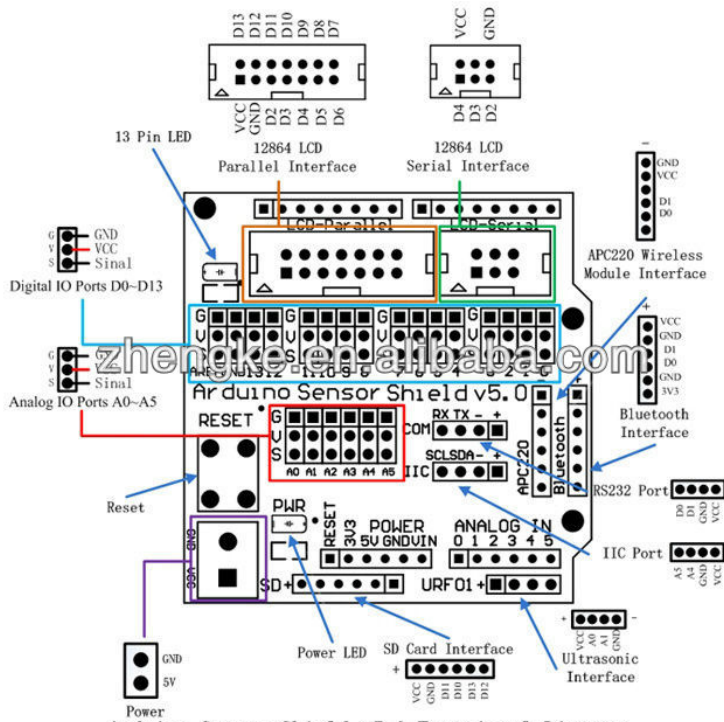 D13 D12 D11 D10 D9 D8 D7
VCC GND
VCC GND D2 D3 D4 D5 D6
D4 D3 D2
13 Pin LED
12864 LCD
Parallel Interface
12864 LCD
Serial Interface
GND
VCC
D1
D0
APC220 Wireless
Module Interface
LCD-Parallel
LCD-Serial
G GND
V VCC
S Sinal
Digital IO Ports D0~D13
G GND
V
S Sinal
Analog IO Ports A0~A5
G
V
zhengke.en.alibaba.com
Arduino Sensor Shield v5.0
VCC
GND
D1
D0
GND
3V3
Bluetooth
Interface
RESET
G
V
S
A0 A1 A2 A3 A4 A5
COM RX TX - +
IIC SCL SDA - +
APC220
Bluetooth
Reset
RS232 Port
D0 D1 GND VCC
PWR
RESET 3V3 POWER 5V GND VIN
ANALOG IN
0 1 2 3 4 5
IIC Port
A5 A4 GND VCC
GND
VCC
SD+
URF01+
Power LED
SD Card Interface
+ VCC GND D11 D10 D13 D12
+ VCC A0 A1 GND -
Ultrasonic
Interface
GND
5V
Power